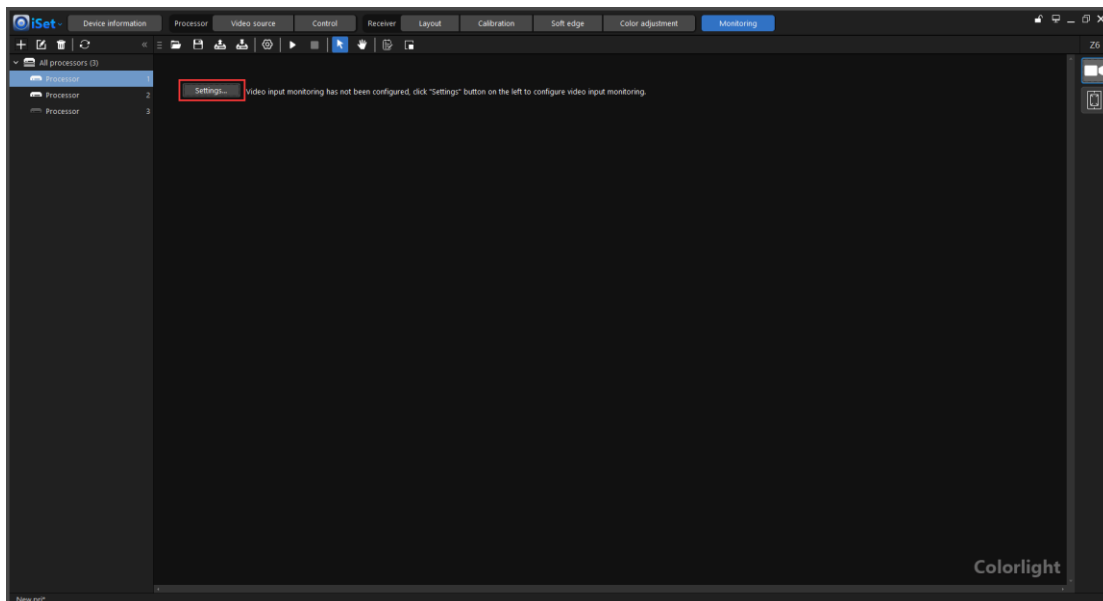 iSet Device information Processor Video source Control Receiver Layout Calibration Soft edge Color adjustment Monitoring
Z6
All processors (3)
Processor 1
Settings... Video input monitoring has not been configured, click "Settings" button on the left to configure video input monitoring.
Processor 2
Processor 3
Colorlight
New prj*